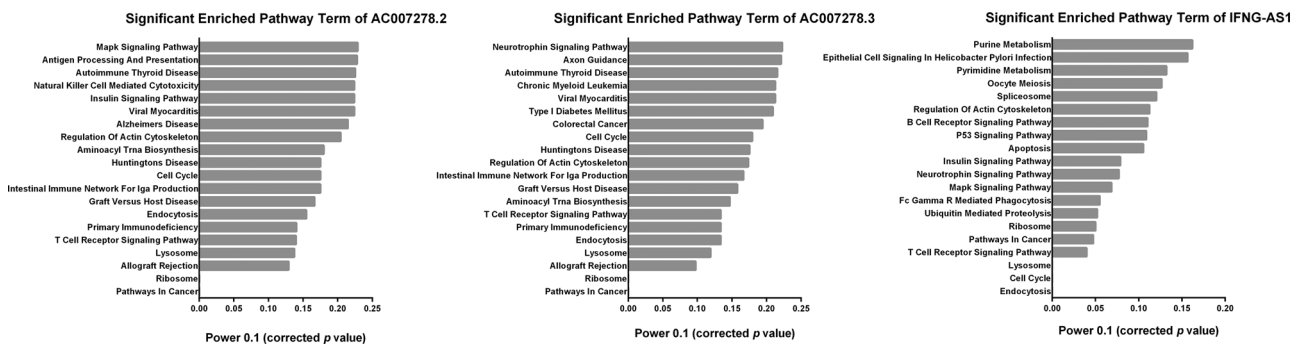 Significant Enriched Pathway Term of AC007278.2
Mapk Signaling Pathway
Antigen Processing And Presentation
Autoimmune Thyroid Disease
Natural Killer Cell Mediated Cytotoxicity
Insulin Signaling Pathway
Viral Myocarditis
Alzheimers Disease
Regulation Of Actin Cytoskeleton
Aminoacyl Trna Biosynthesis
Huntingtons Disease
Cell Cycle
Intestinal Immune Network For Iga Production
Graft Versus Host Disease
Endocytosis
Primary Immunodeficiency
T Cell Receptor Signaling Pathway
Lysosome
Allograft Rejection
Ribosome
Pathways In Cancer
0.00 0.05 0.10 0.15 0.20 0.25
Power 0.1 (corrected p value)
Significant Enriched Pathway Term of AC007278.3
Neurotrophin Signaling Pathway
Axon Guidance
Autoimmune Thyroid Disease
Chronic Myeloid Leukemia
Viral Myocarditis
Type I Diabetes Mellitus
Colorectal Cancer
Cell Cycle
Huntingtons Disease
Regulation Of Actin Cytoskeleton
Intestinal Immune Network For Iga Production
Graft Versus Host Disease
Aminoacyl Trna Biosynthesis
T Cell Receptor Signaling Pathway
Primary Immunodeficiency
Endocytosis
Lysosome
Allograft Rejection
Ribosome
Pathways In Cancer
0.00 0.05 0.10 0.15 0.20 0.25
Power 0.1 (corrected p value)
Significant Enriched Pathway Term of IFNG-AS1
Purine Metabolism
Epithelial Cell Signaling In Helicobacter Pylori Infection
Pyrimidine Metabolism
Oocyte Meiosis
Spliceosome
Regulation Of Actin Cytoskeleton
B Cell Receptor Signaling Pathway
P53 Signaling Pathway
Apoptosis
Insulin Signaling Pathway
Neurotrophin Signaling Pathway
Mapk Signaling Pathway
Fc Gamma R Mediated Phagocytosis
Ubiquitin Mediated Proteolysis
Ribosome
Pathways In Cancer
T Cell Receptor Signaling Pathway
Lysosome
Cell Cycle
Endocytosis
0.00 0.05 0.10 0.15 0.20
Power 0.1 (corrected p value)